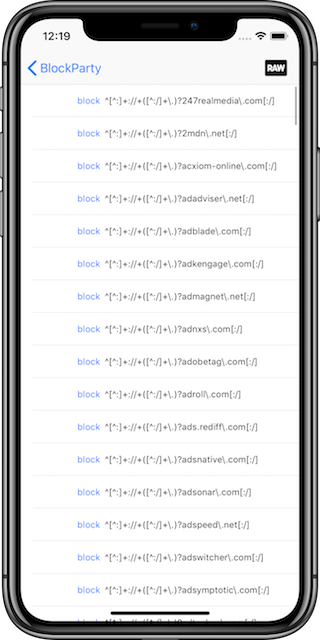 12:19
BlockParty
RAW
block ^[^:]+://+([^:/]+\.)?247realmedia\.com[:/]
block ^[^:]+://+([^:/]+\.)?2mdn\.net[:/]
block ^[^:]+://+([^:/]+\.)?acxiom-online\.com[:/]
block ^[^:]+://+([^:/]+\.)?adadviser\.net[:/]
block ^[^:]+://+([^:/]+\.)?adblade\.com[:/]
block ^[^:]+://+([^:/]+\.)?adkengage\.com[:/]
block ^[^:]+://+([^:/]+\.)?admagnet\.net[:/]
block ^[^:]+://+([^:/]+\.)?adnxs\.com[:/]
block ^[^:]+://+([^:/]+\.)?adobetag\.com[:/]
block ^[^:]+://+([^:/]+\.)?adroll\.com[:/]
block ^[^:]+://+([^:/]+\.)?ads.rediff\.com[:/]
block ^[^:]+://+([^:/]+\.)?adsnative\.com[:/]
block ^[^:]+://+([^:/]+\.)?adsonar\.com[:/]
block ^[^:]+://+([^:/]+\.)?adspeed\.net[:/]
block ^[^:]+://+([^:/]+\.)?adswitcher\.com[:/]
block ^[^:]+://+([^:/]+\.)?adsymptotic\.com[:/]